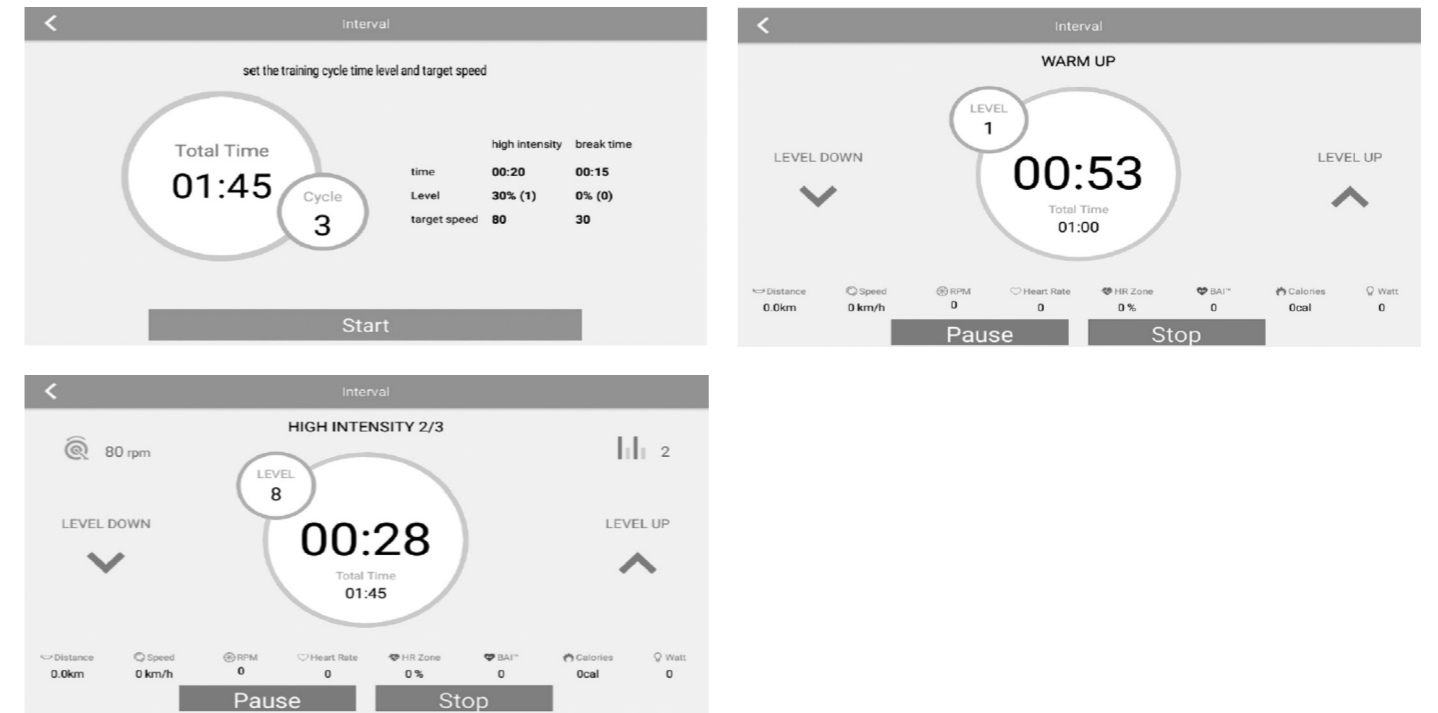 Interval
set the training cycle time level and target speed
Total Time
01:45
Cycle
3
high intensity break time
time 00:20 00:15
Level 30% (1) 0% (0)
target speed 80 30
Start
Interval
WARM UP
LEVEL
1
LEVEL DOWN
LEVEL UP
00:53
Total Time
01:00
Distance Speed RPM Heart Rate HR Zone BAI™ Calories Watt
0.0km 0 km/h 0 0 0 % 0 0cal 0
Pause Stop
Interval
HIGH INTENSITY 2/3
80 rpm
2
LEVEL
8
LEVEL DOWN
LEVEL UP
00:28
Total Time
01:45
Distance Speed RPM Heart Rate HR Zone BAI™ Calories Watt
0.0km 0 km/h 0 0 0 % 0 0cal 0
Pause Stop